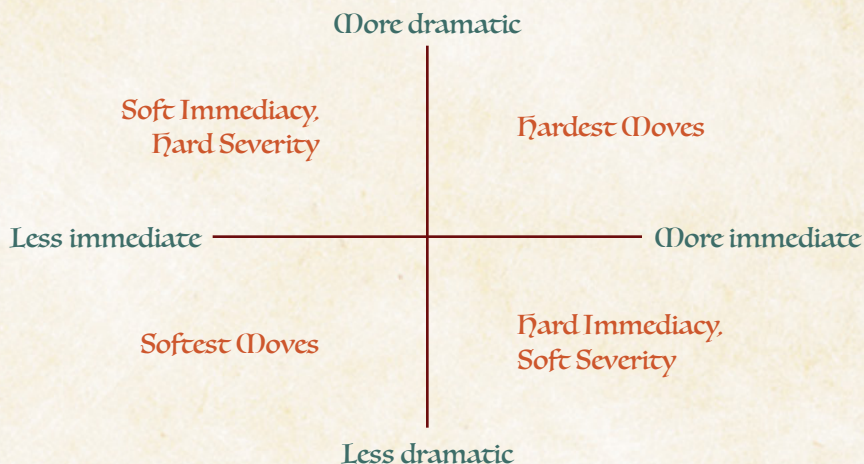 More dramatic
Soft Immediacy,
Hard Severity
Hardest Moves
Less immediate
More immediate
Softest Moves
Hard Immediacy,
Soft Severity
Less dramatic